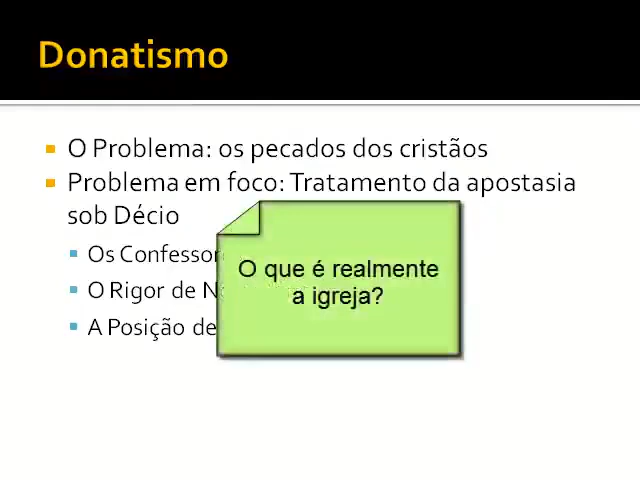 Donatismo
O Problema: os pecados dos cristãos
Problema em foco: Tratamento da apostasia
sob Décio
Os Confessor
O Rigor de N
A Posição de
O que é realmente
a igreja?